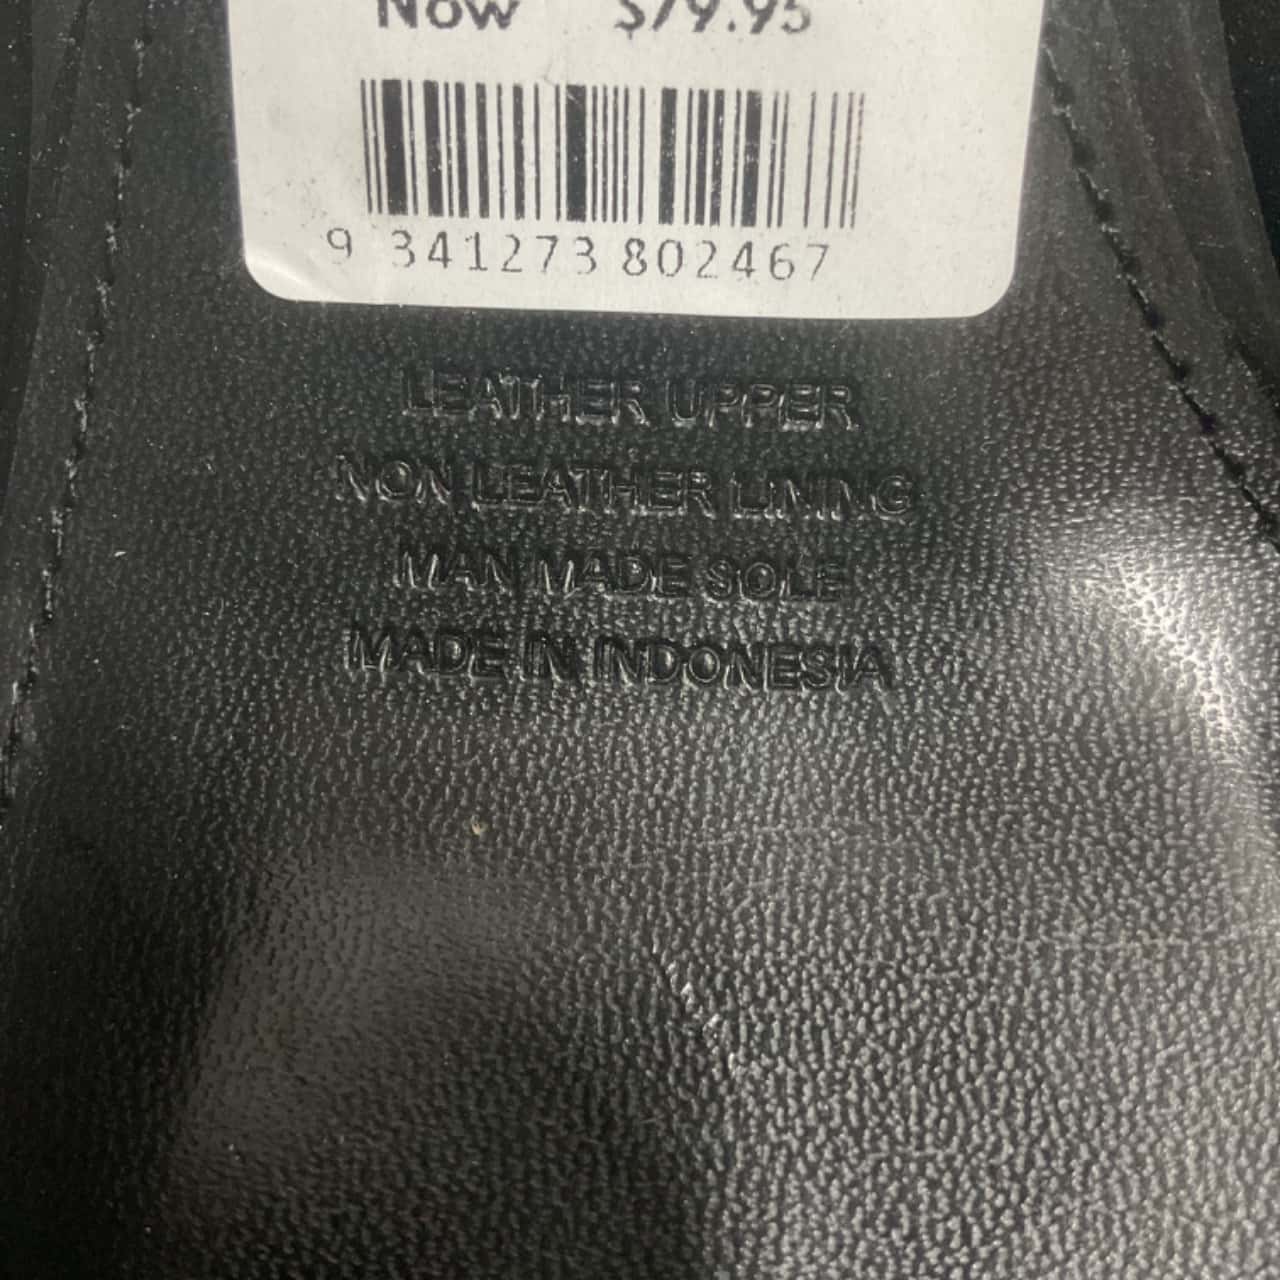 Now $79.95
9 341273 802467
LEATHER UPPER
NON LEATHER LINING
MAN MADE SOLE
MADE IN INDONESIA